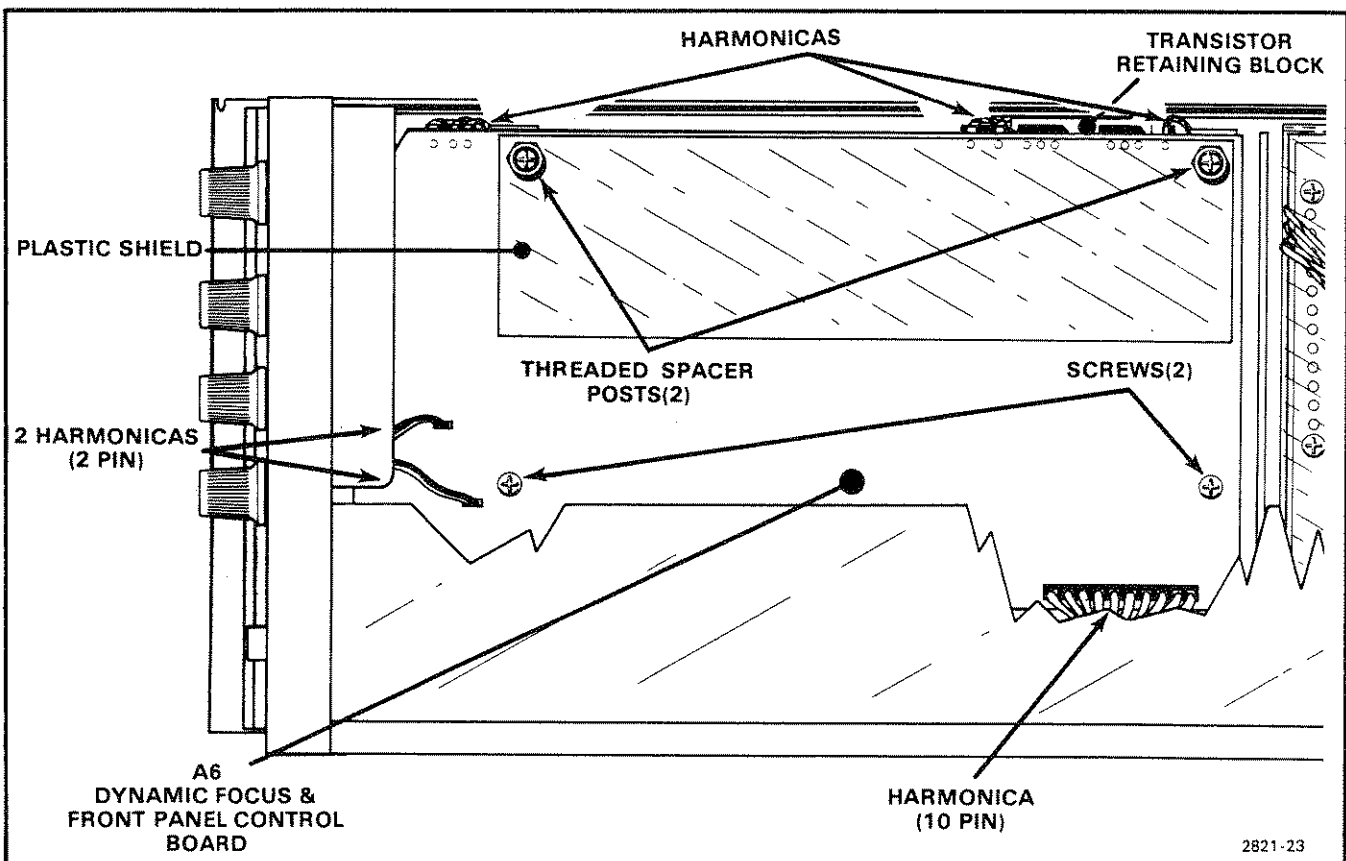 HARMONICAS
TRANSISTOR
RETAINING BLOCK
PLASTIC SHIELD
THREADED SPACER
POSTS(2)
SCREWS(2)
2 HARMONICAS
(2 PIN)
A6
DYNAMIC FOCUS &
FRONT PANEL CONTROL
BOARD
HARMONICA
(10 PIN)
2821-23